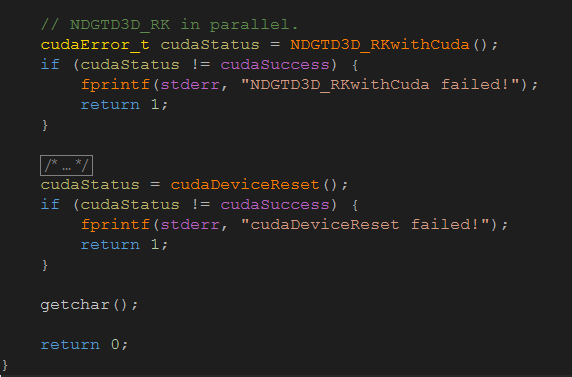 // NDGTD3D_RK in parallel.
cudaError_t cudaStatus = NDGTD3D_RKwithCuda();
if (cudaStatus != cudaSuccess) {
fprintf(stderr, "NDGTD3D_RKwithCuda failed!");
return 1;
}
/* ... */
cudaStatus = cudaDeviceReset();
if (cudaStatus != cudaSuccess) {
fprintf(stderr, "cudaDeviceReset failed!");
return 1;
}
getchar();
return 0;
}